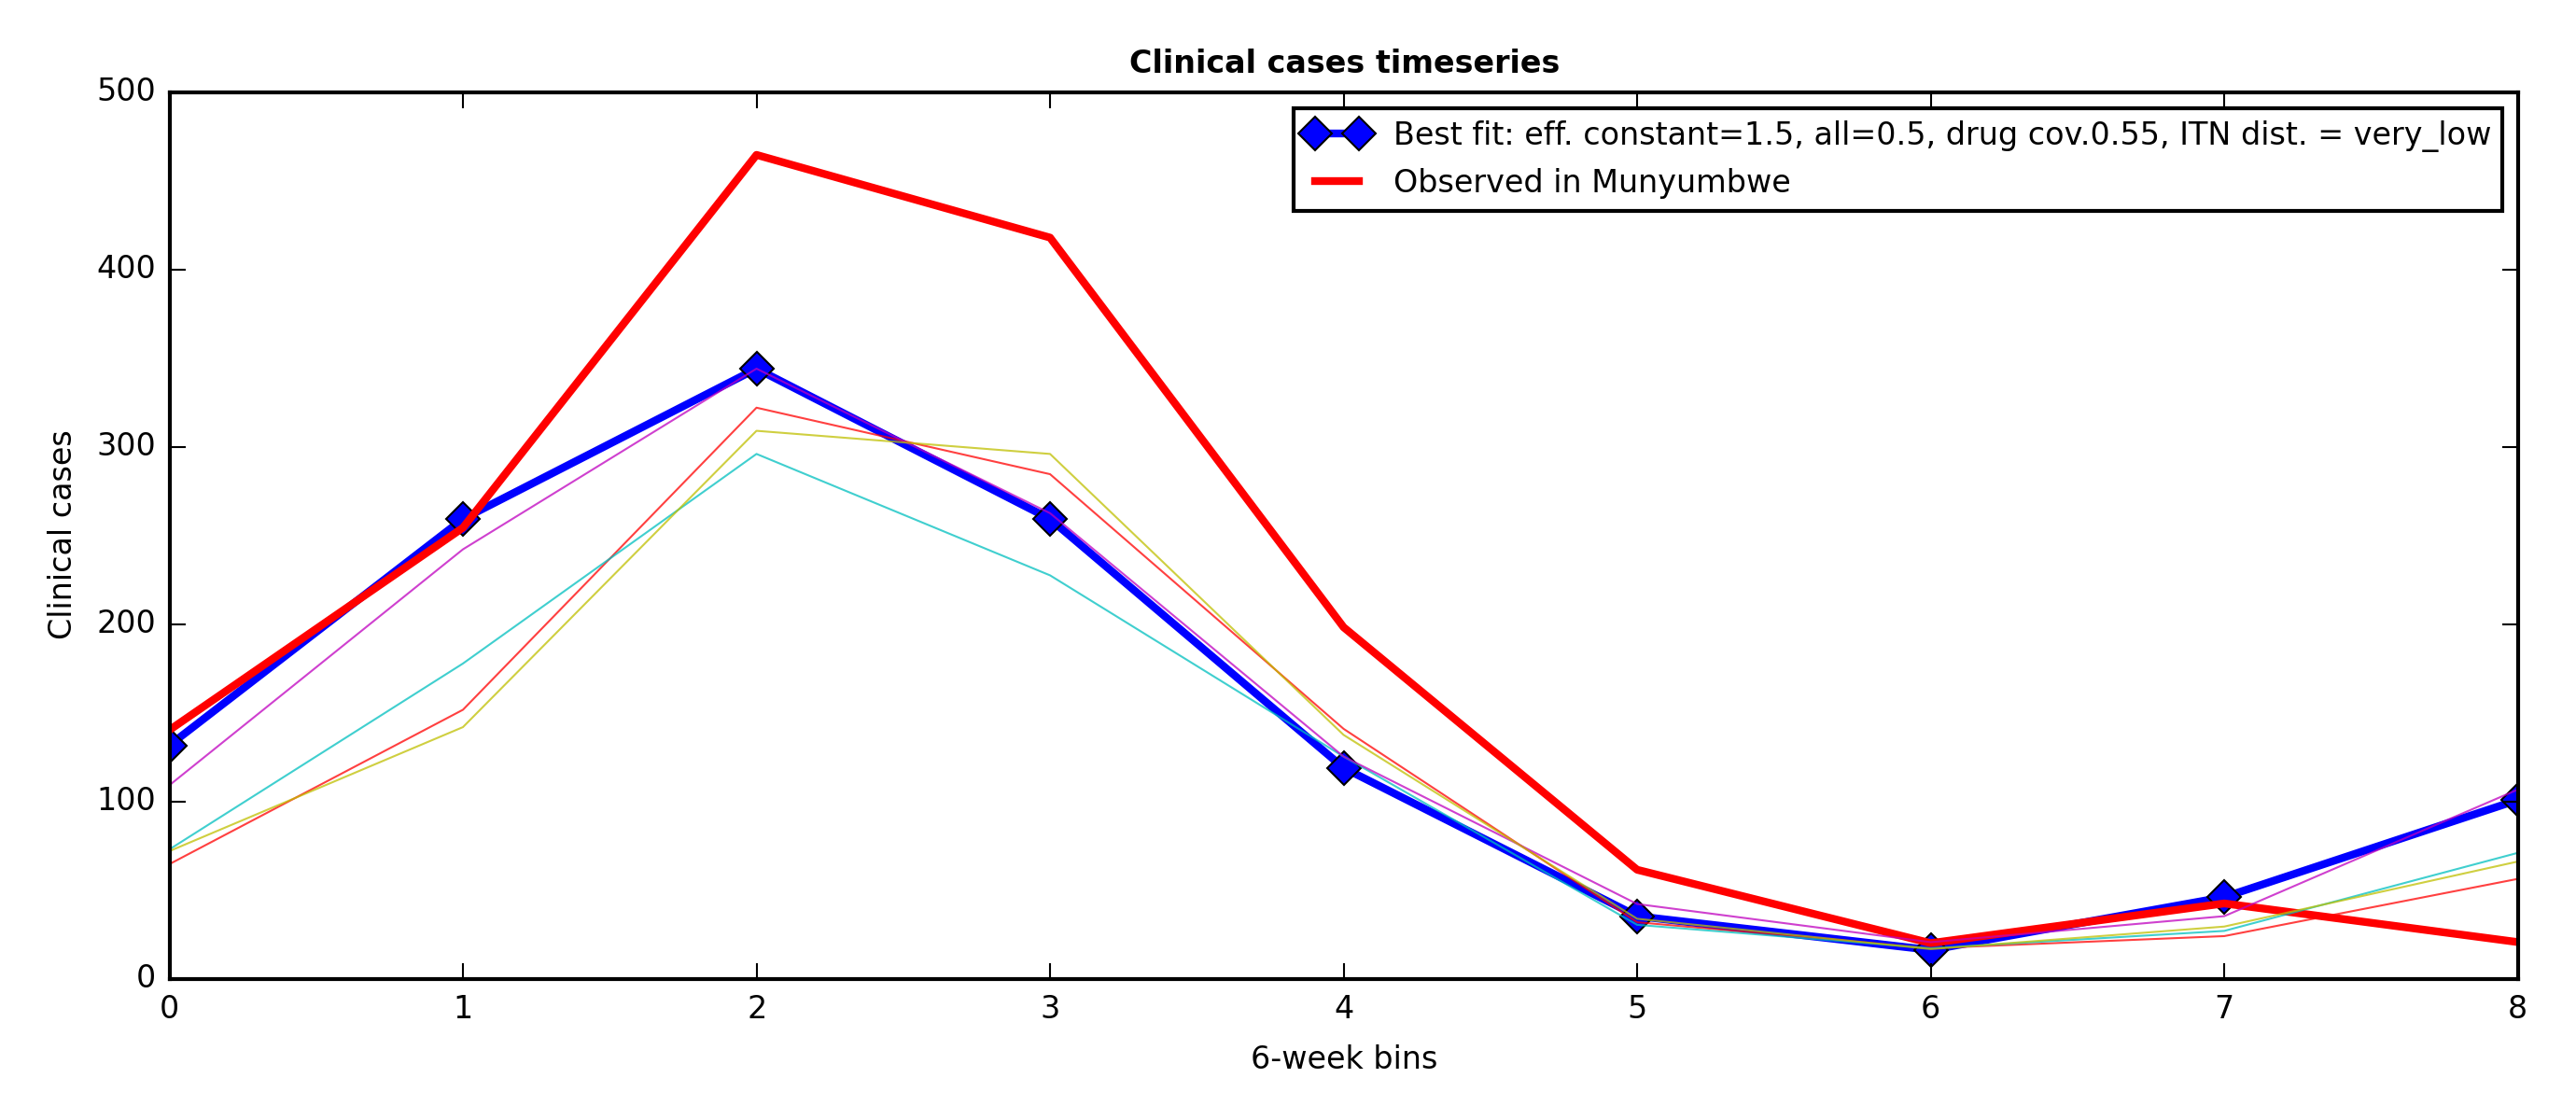 Clinical cases timeseries
500
400
300
200
100
0
Clinical cases
Best fit: eff. constant=1.5, all=0.5, drug cov.0.55, ITN dist. = very_low
Observed in Munyumbwe
0 1 2 3 4 5 6 7 8
6-week bins